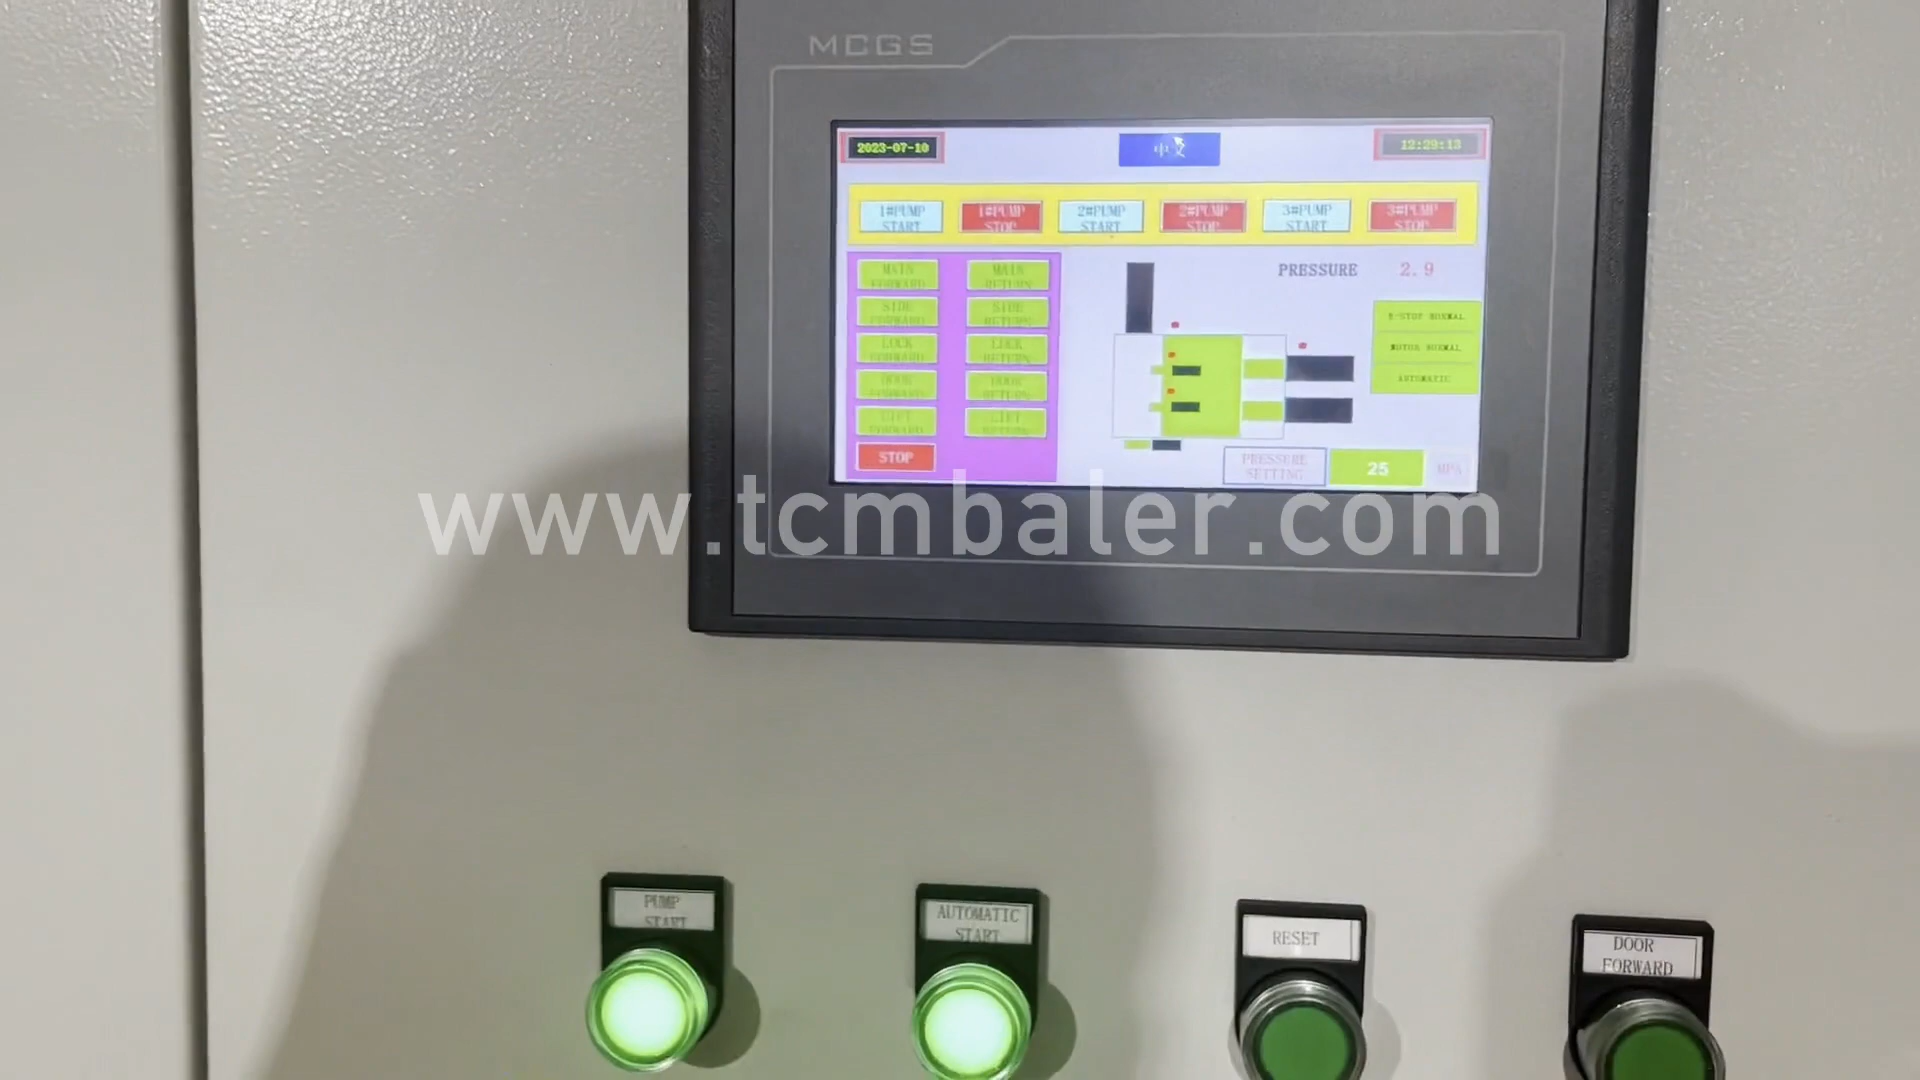 MCGS
2023-07-10
中文
12:29:13
1#PUMP START
1#PUMP STOP
2#PUMP START
2#PUMP STOP
3#PUMP START
3#PUMP STOP
MAIN FORWARD
MAIN RETURN
PRESSURE 2.9
SIDE FORWARD
SIDE RETURN
E-STOP NORMAL
LOCK FORWARD
LOCK RETURN
MOTOR NORMAL
DOOR FORWARD
DOOR RETURN
AUTOMATIC
LIFT FORWARD
LIFT RETURN
STOP
PRESSURE SETTING
25
MPA
www.tcmbaler.com
PUMP
START
AUTOMATIC
START
RESET
DOOR
FORWARD